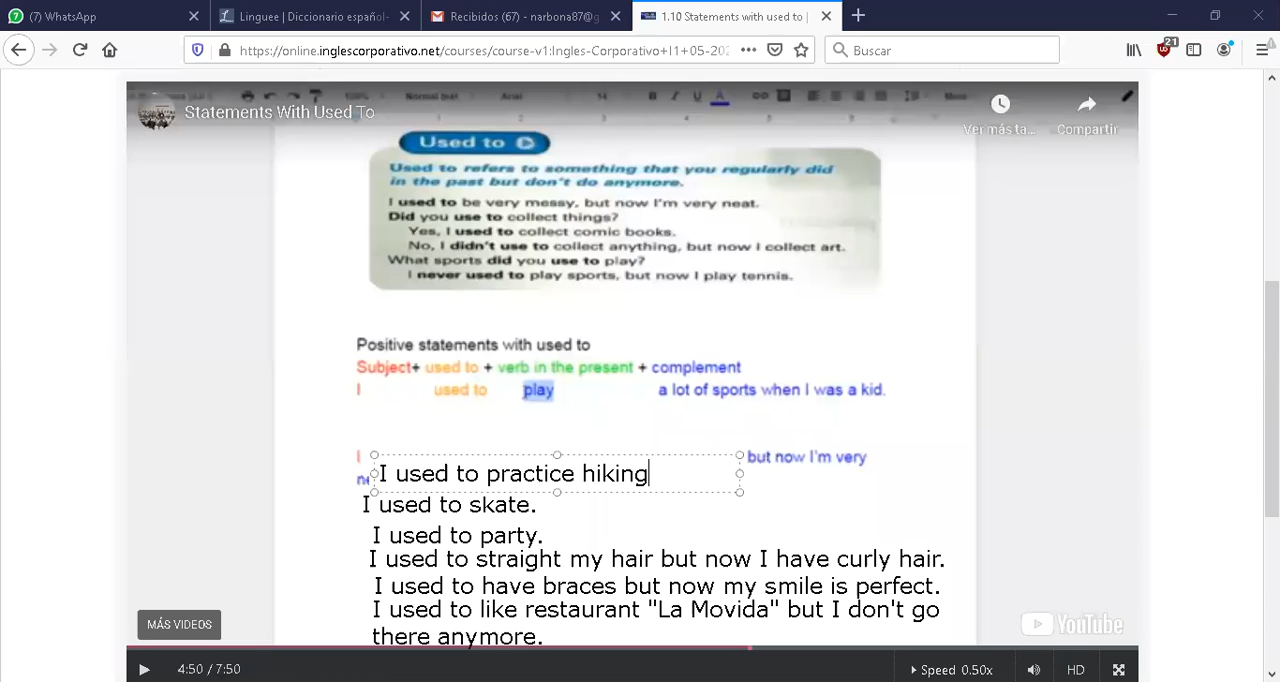 (7) WhatsApp
Linguee | Diccionario español-
Recibidos (67) - narbona87@g
1.10 Statements with used to |
https://online.inglescorporativo.net/courses/course-v1:Ingles-Corporativo+I1+05-202
Buscar
21
Statements With Used To
Normal text
Arial
14
More
Ver más ta...
Compartir
Used to
Used to refers to something that you regularly did
in the past but don't do anymore.
I used to be very messy, but now I'm very neat.
Did you use to collect things?
Yes, I used to collect comic books.
No, I didn't use to collect anything, but now I collect art.
What sports did you use to play?
I never used to play sports, but now I play tennis.
Positive statements with used to
Subject+ used to + verb in the present + complement
I used to play a lot of sports when I was a kid.
I but now I'm very
I used to practice hiking
I used to skate.
I used to party.
I used to straight my hair but now I have curly hair.
I used to have braces but now my smile is perfect.
I used to like restaurant "La Movida" but I don't go
there anymore.
MÁS VIDEOS
YouTube
4:50 / 7:50
Speed 0.50x
HD